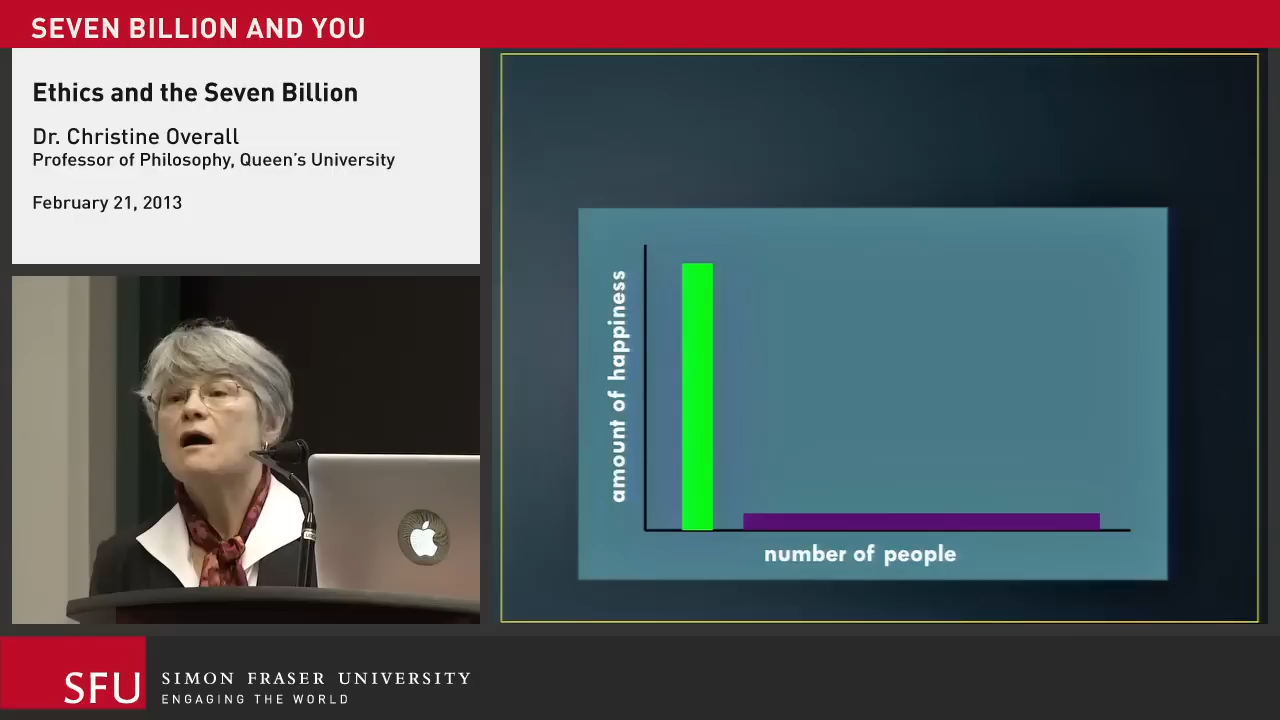 SEVEN BILLION AND YOU
Ethics and the Seven Billion
Dr. Christine Overall
Professor of Philosophy, Queen's University
February 21, 2013
amount of happiness
number of people
SFU
SIMON FRASER UNIVERSITY
ENGAGING THE WORLD